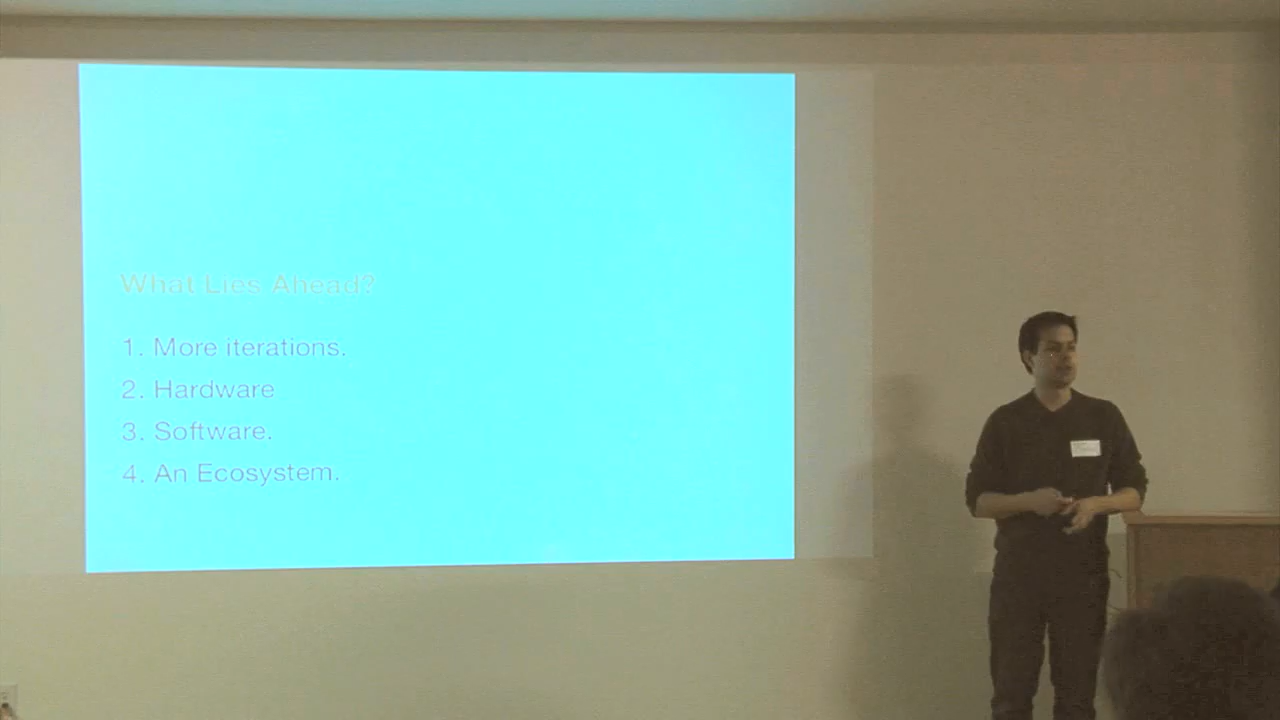 What Lies Ahead?
1. More iterations.
2. Hardware
3. Software.
4. An Ecosystem.